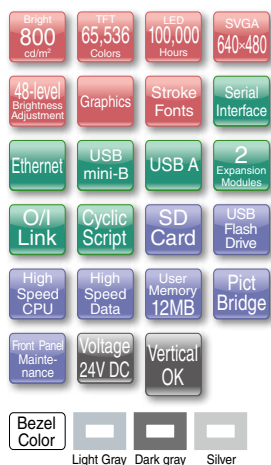 Bright
800
cd/m²
TFT
65,536
Colors
LED
100,000
Hours
SVGA
640×480
48-level
Brightness
Adjustment
Graphics
Stroke
Fonts
Serial
Interface
Ethernet
USB
mini-B
USB A
2
Expansion
Modules
O/I
Link
Cyclic
Script
SD
Card
USB
Flash
Drive
High
Speed
CPU
High
Speed
Data
User
Memory
12MB
Pict
Bridge
Front Panel
Mainte-
nance
Voltage
24V DC
Vertical
OK
Bezel
Color
Light Gray Dark gray Silver